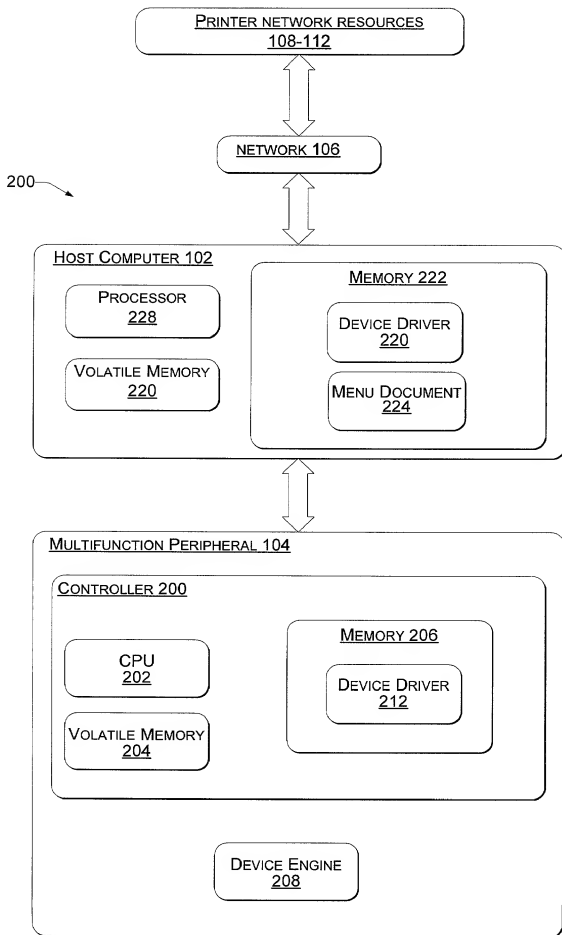 PRINTER NETWORK RESOURCES
108-112
NETWORK 106
200
HOST COMPUTER 102
MEMORY 222
PROCESSOR
228
DEVICE DRIVER
220
VOLATILE MEMORY
220
MENU DOCUMENT
224
MULTIFUNCTION PERIPHERAL 104
CONTROLLER 200
MEMORY 206
CPU
202
DEVICE DRIVER
212
VOLATILE MEMORY
204
DEVICE ENGINE
208